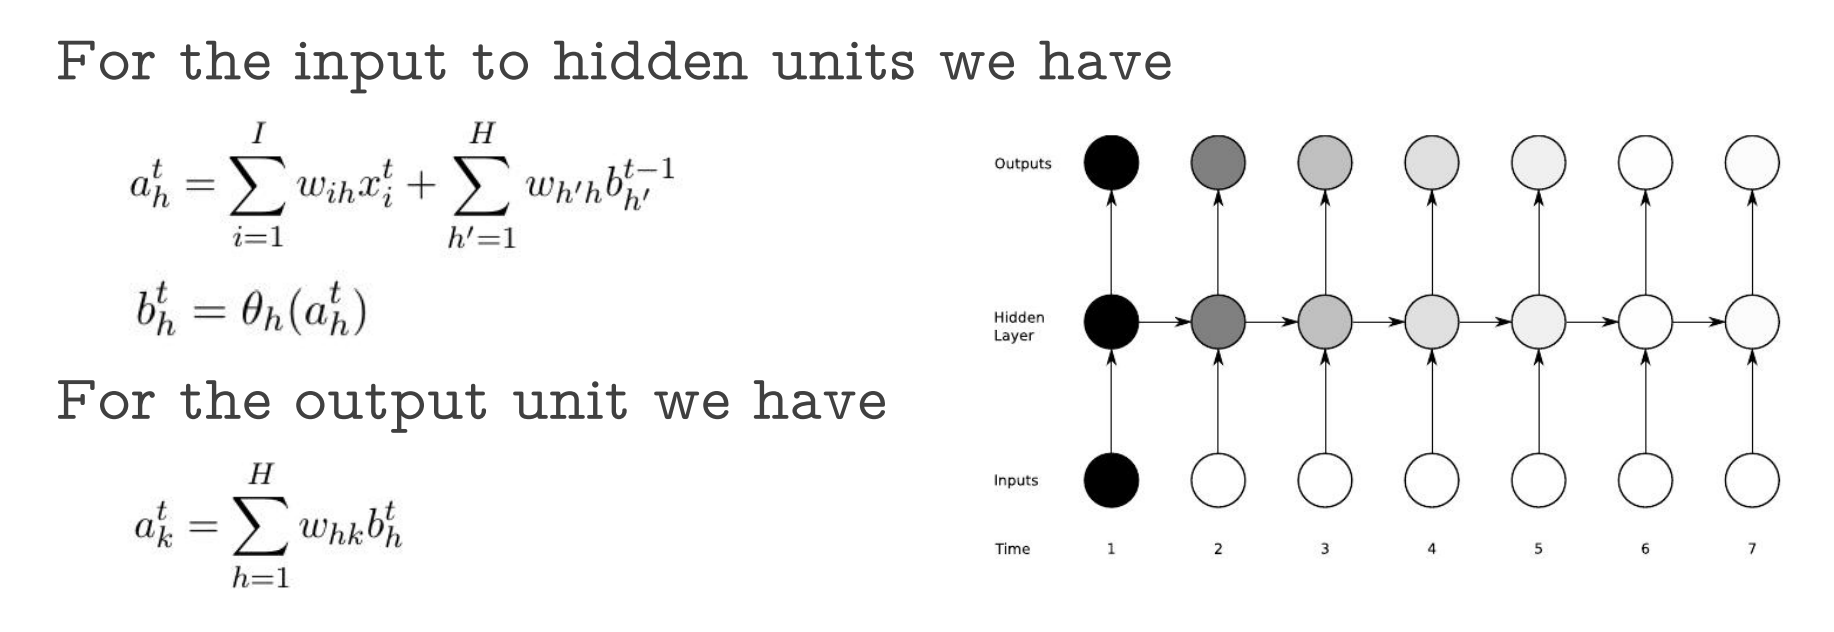 For the input to hidden units we have
a_h^t = \sum_{i=1}^{I} w_{ih} x_i^t + \sum_{h'=1}^{H} w_{h'h} b_{h'}^{t-1}
b_h^t = θ_h(a_h^t)
For the output unit we have
a_k^t = \sum_{h=1}^{H} w_{hk} b_h^t
Outputs
Hidden
Layer
Inputs
Time 1 2 3 4 5 6 7